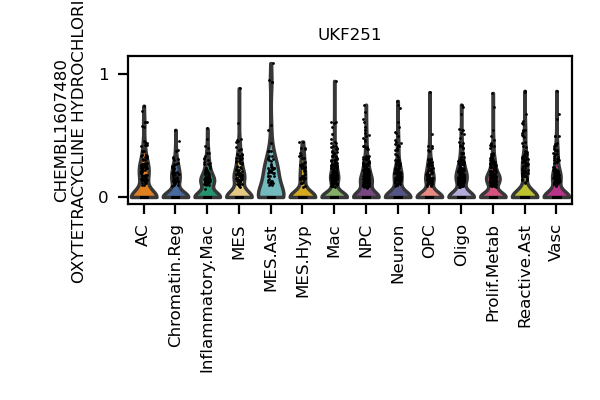 UKF251
CHEMBL1607480
OXYTETRACYCLINE HYDROCHLORI
1
0
AC
Chromatin.Reg
Inflammatory.Mac
MES
MES.Ast
MES.Hyp
Mac
NPC
Neuron
OPC
Oligo
Prolif.Metab
Reactive.Ast
Vasc